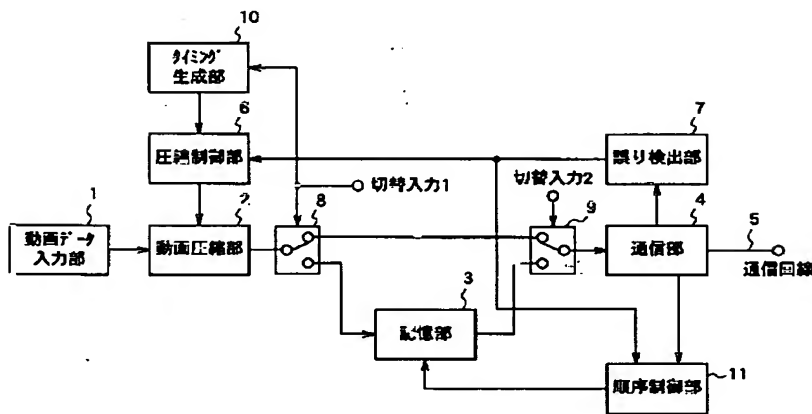 10
タイミング
生成部
6
圧縮制御部
7
誤り検出部
切替入力1
切替入力2
1
動画データ
入力部
2
動画圧縮部
8
9
4
通信部
5
通信回線
3
記憶部
順序制御部
11